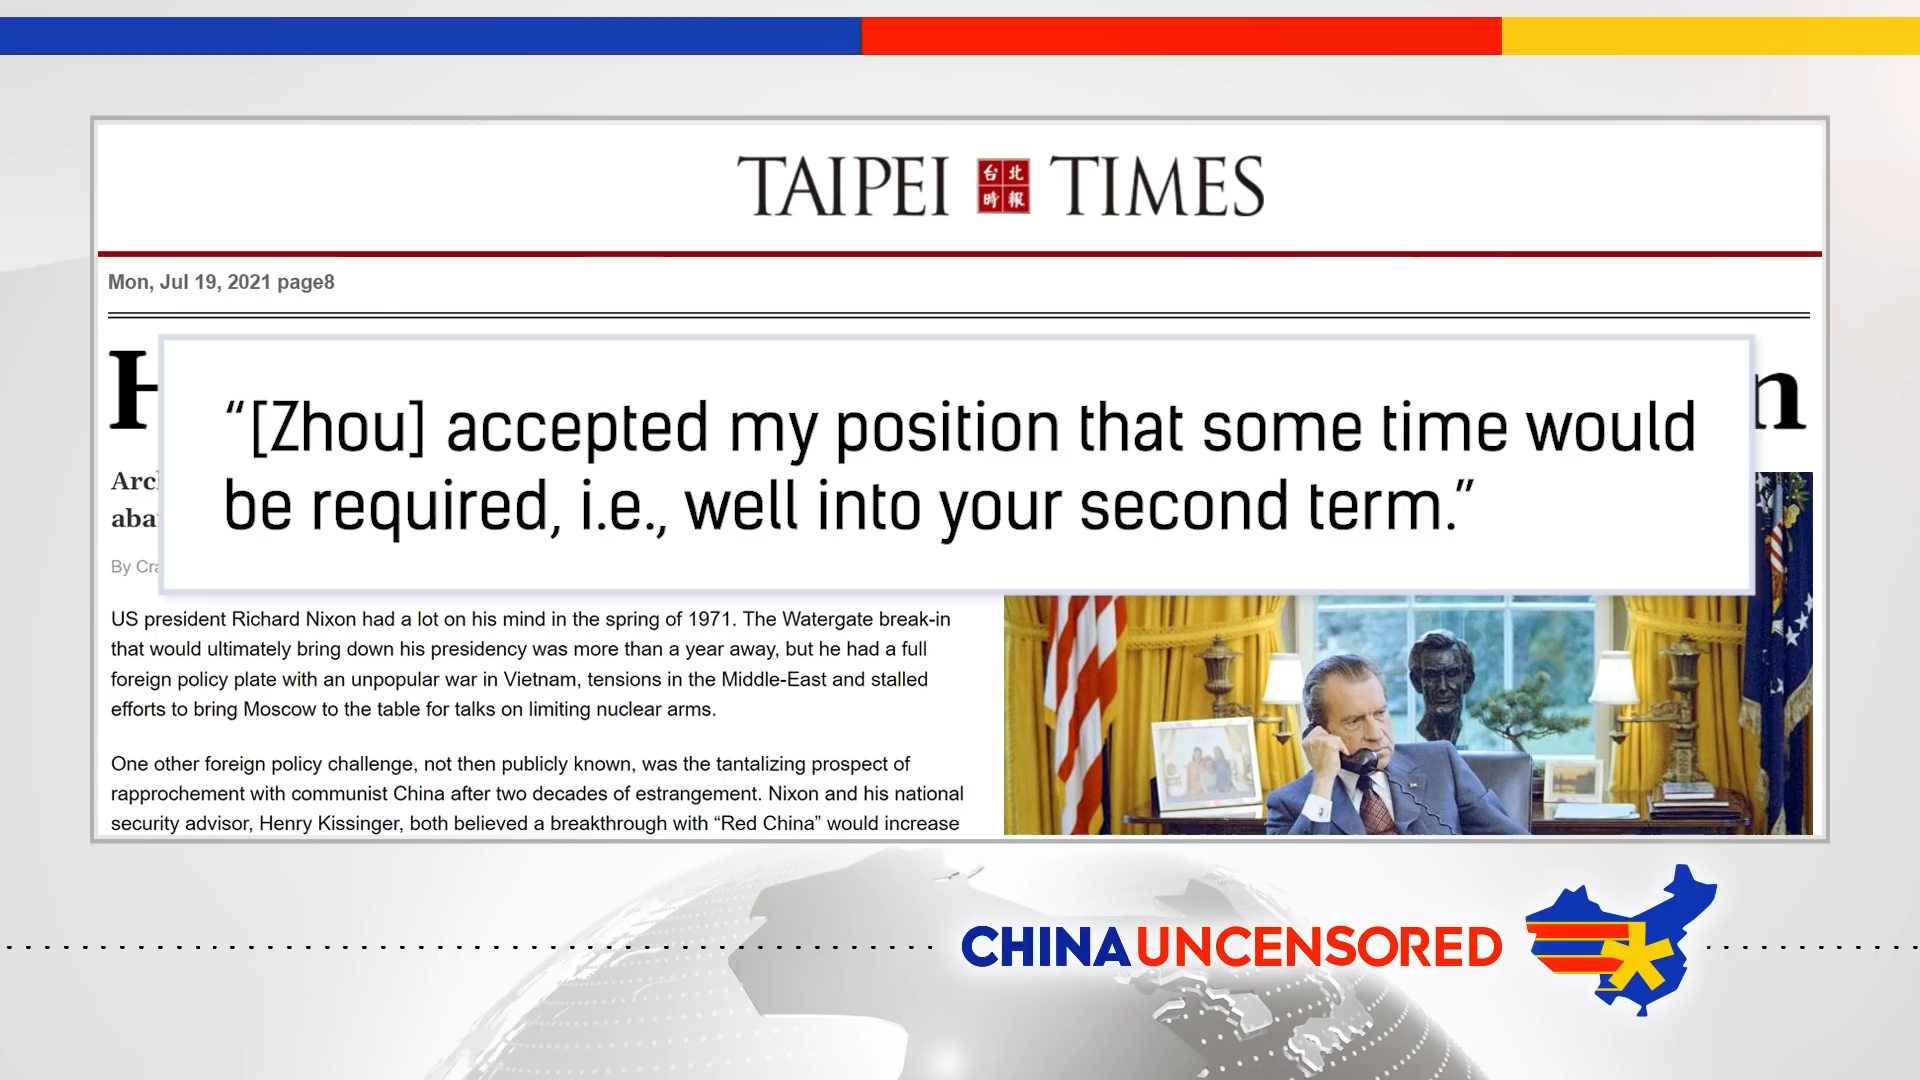 TAIPEI 台北時報 TIMES
Mon, Jul 19, 2021 page8
“[Zhou] accepted my position that some time would
be required, i.e., well into your second term.”
By
US president Richard Nixon had a lot on his mind in the spring of 1971. The Watergate break-in
that would ultimately bring down his presidency was more than a year away, but he had a full
foreign policy plate with an unpopular war in Vietnam, tensions in the Middle-East and stalled
efforts to bring Moscow to the table for talks on limiting nuclear arms.
One other foreign policy challenge, not then publicly known, was the tantalizing prospect of
rapprochement with communist China after two decades of estrangement. Nixon and his national
security advisor, Henry Kissinger, both believed a breakthrough with “Red China” would increase
CHINA UNCENSORED